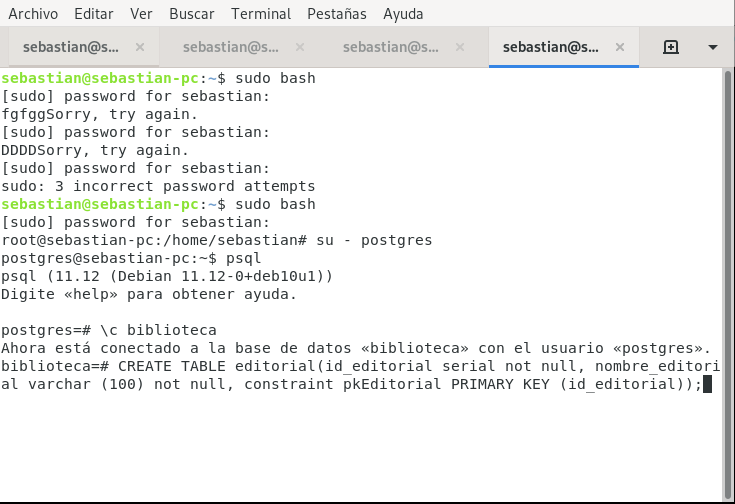 Archivo Editar Ver Buscar Terminal Pestañas Ayuda
sebastian@s... × sebastian@s... × sebastian@s... × sebastian@s... ×
sebastian@sebastian-pc:~$ sudo bash
[sudo] password for sebastian:
fgfggSorry, try again.
[sudo] password for sebastian:
DDDDSorry, try again.
[sudo] password for sebastian:
sudo: 3 incorrect password attempts
sebastian@sebastian-pc:~$ sudo bash
[sudo] password for sebastian:
root@sebastian-pc:/home/sebastian# su - postgres
postgres@sebastian-pc:~$ psql
psql (11.12 (Debian 11.12-0+deb10u1))
Digite «help» para obtener ayuda.
postgres=# \c biblioteca
Ahora está conectado a la base de datos «biblioteca» con el usuario «postgres».
biblioteca=# CREATE TABLE editorial(id_editorial serial not null, nombre_editori
al varchar (100) not null, constraint pkEditorial PRIMARY KEY (id_editorial));